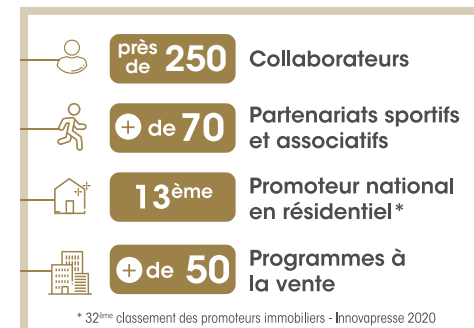 près de 250 Collaborateurs
+ de 70 Partenariats sportifs
et associatifs
13ème Promoteur national
en résidentiel*
+ de 50 Programmes à
la vente
* 32ème classement des promoteurs immobiliers - Innovapresse 2020